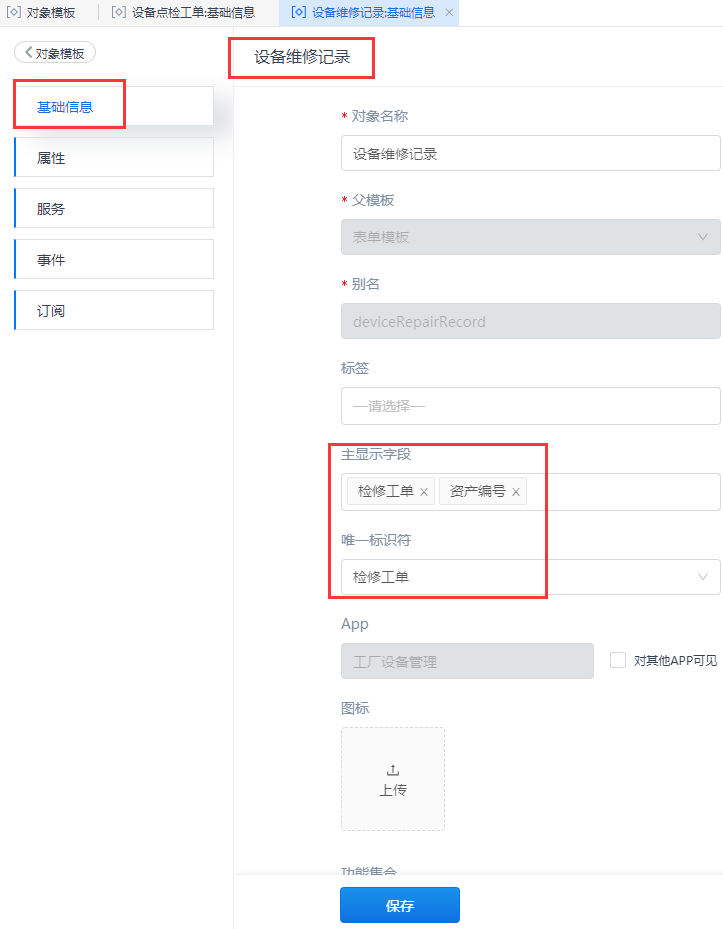 对象模板
设备点检工单:基础信息
设备维修记录:基础信息
对象模板
基础信息
属性
服务
事件
订阅
设备维修记录
* 对象名称
设备维修记录
* 父模板
表单模板
* 别名
deviceRepairRecord
标签
—请选择—
主显示字段
检修工单 x 资产编号 x
唯一标识符
检修工单
App
工厂设备管理
对其他APP可见
图标
上传
功能集合
保存